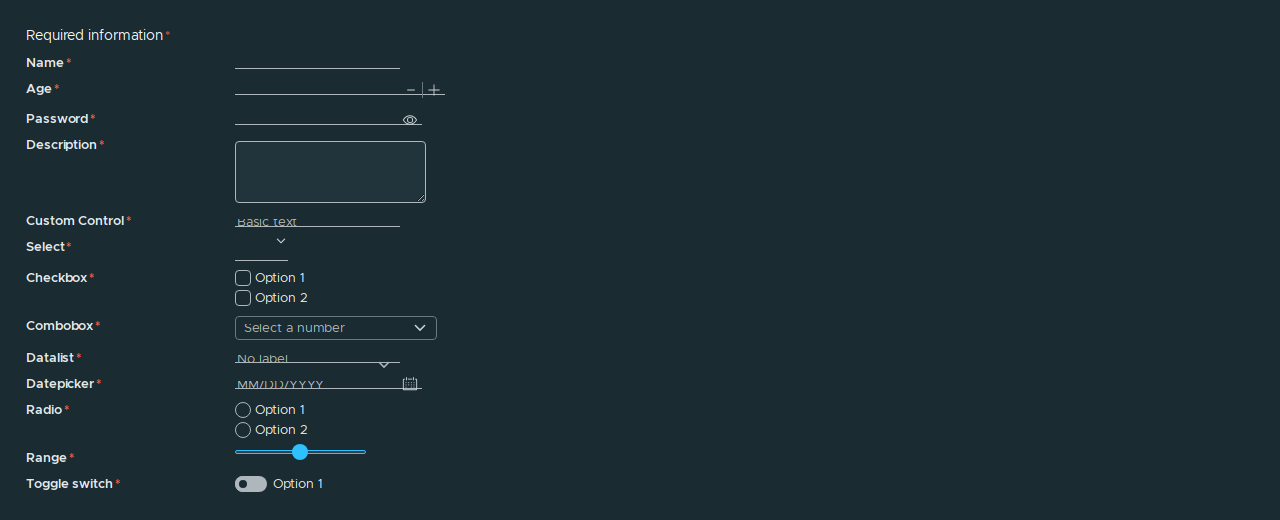 Required information *
Name *
Age *
Password *
Description *
Custom Control * Basic text
Select *
Checkbox * Option 1
Option 2
Combobox * Select a number
Datalist * No label
Datepicker * MM/DD/YYYY
Radio * Option 1
Option 2
Range *
Toggle switch * Option 1